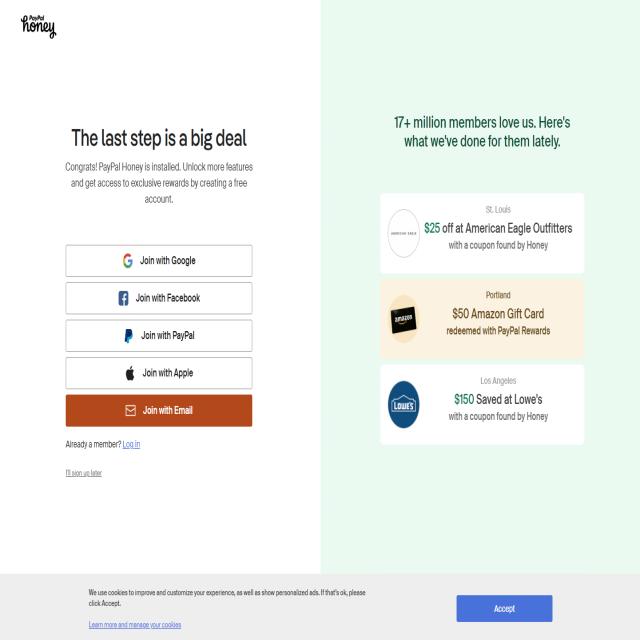 PayPal
honey
The last step is a big deal
Congrats! PayPal Honey is installed. Unlock more features
and get access to exclusive rewards by creating a free
account.
Join with Google
Join with Facebook
Join with PayPal
Join with Apple
Join with Email
Already a member? Log in
I'll sign up later
17+ million members love us. Here's
what we've done for them lately.
St. Louis
AMERICAN EAGLE
$25 off at American Eagle Outfitters
with a coupon found by Honey
Portland
amazon
$50 Amazon Gift Card
redeemed with PayPal Rewards
Los Angeles
LOWE'S
$150 Saved at Lowe's
with a coupon found by Honey
We use cookies to improve and customize your experience, as well as show personalized ads. If that's ok, please
click Accept.
Learn more and manage your cookies
Accept